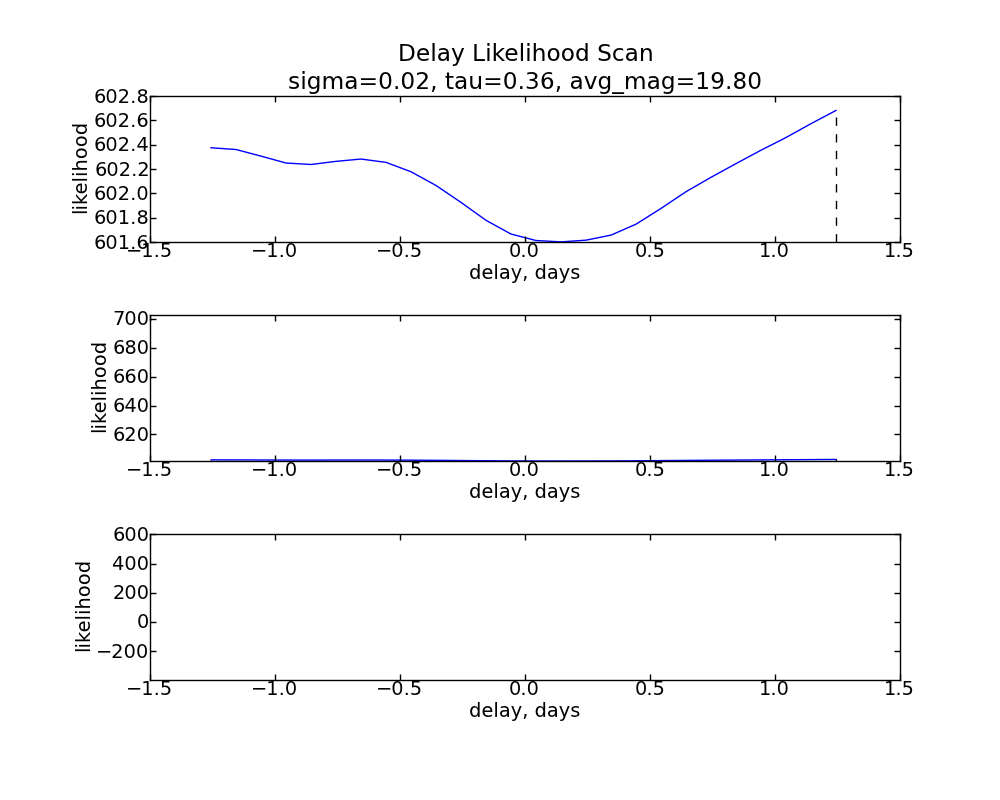 Delay Likelihood Scan
sigma=0.02, tau=0.36, avg_mag=19.80
602.8
602.6
602.4
602.2
602.0
601.8
601.6
likelihood
−1.5 −1.0 −0.5 0.0 0.5 1.0 1.5
delay, days
700
680
660
640
620
likelihood
−1.5 −1.0 −0.5 0.0 0.5 1.0 1.5
delay, days
600
400
200
0
−200
likelihood
−1.5 −1.0 −0.5 0.0 0.5 1.0 1.5
delay, days